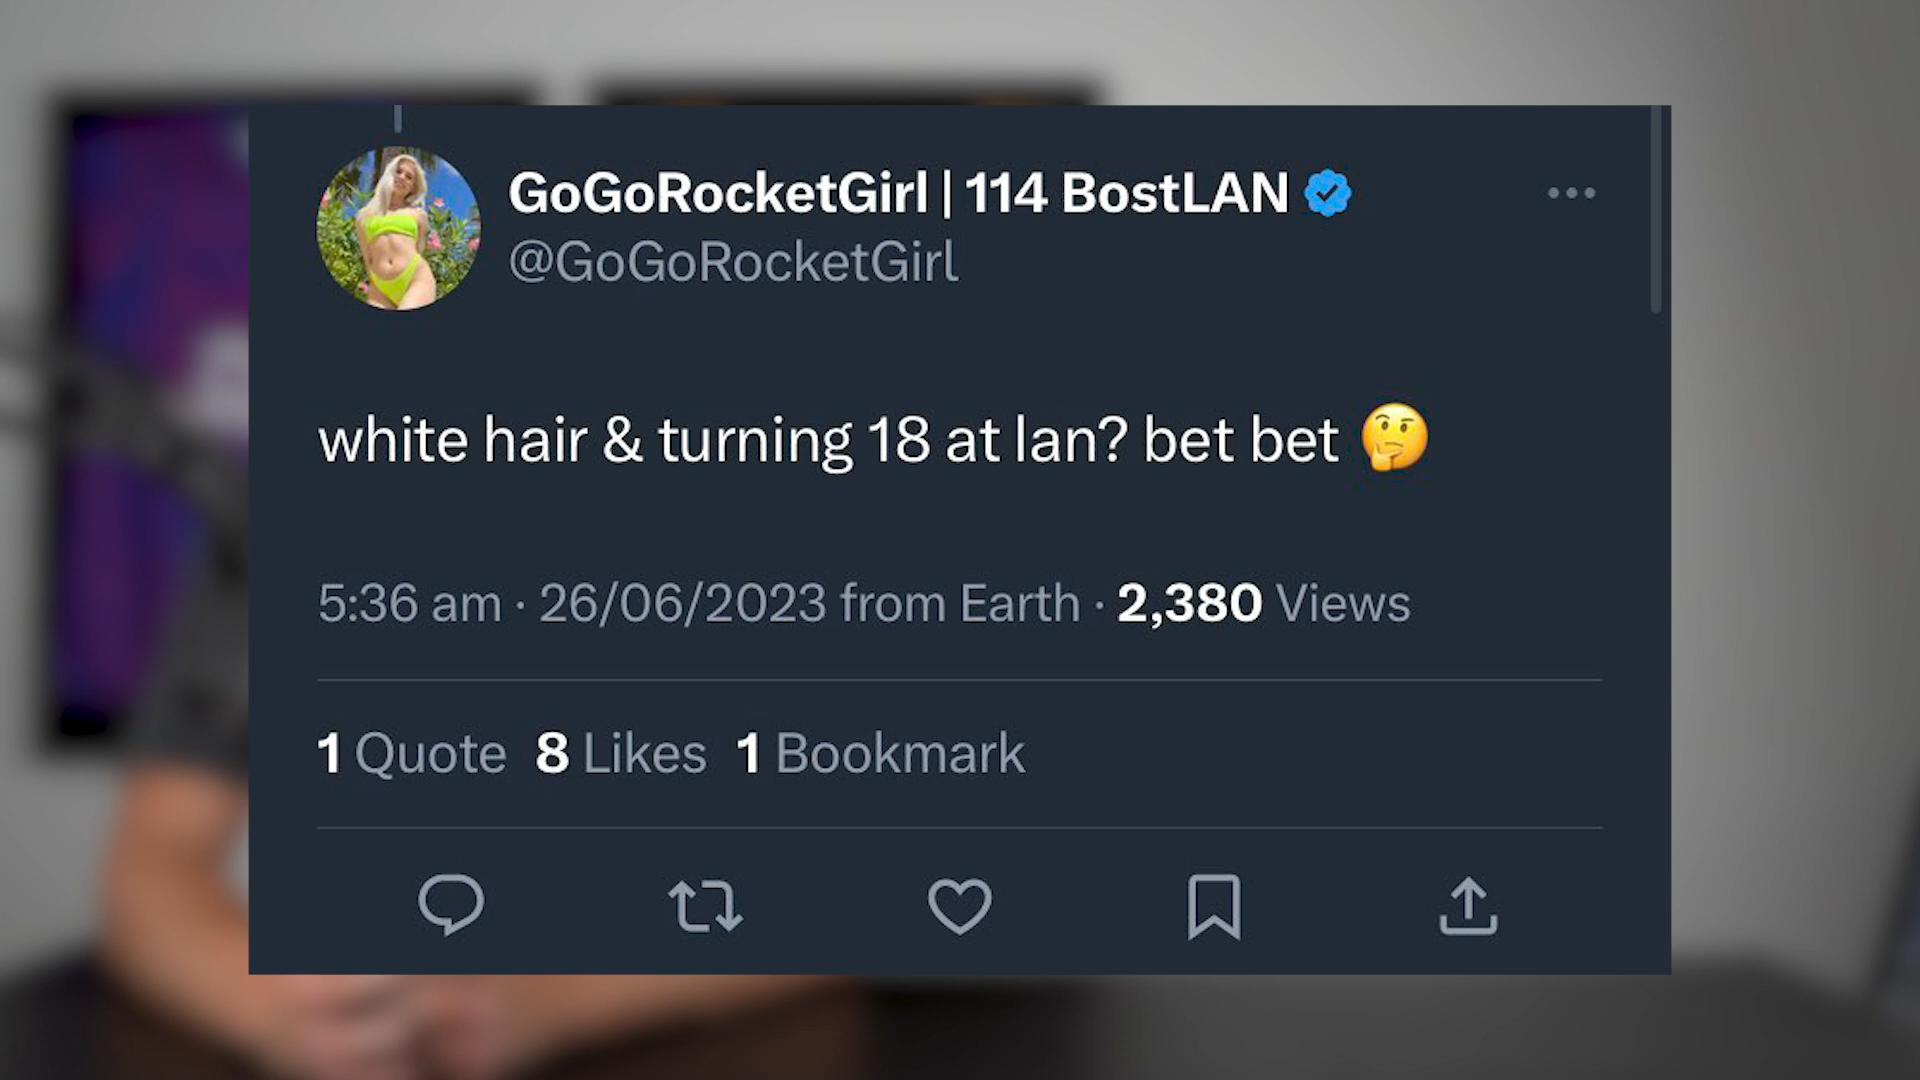 GoGoRocketGirl | 114 BostLAN
@GoGoRocketGirl
white hair & turning 18 at lan? bet bet 🤔
5:36 am · 26/06/2023 from Earth · 2,380 Views
1 Quote 8 Likes 1 Bookmark